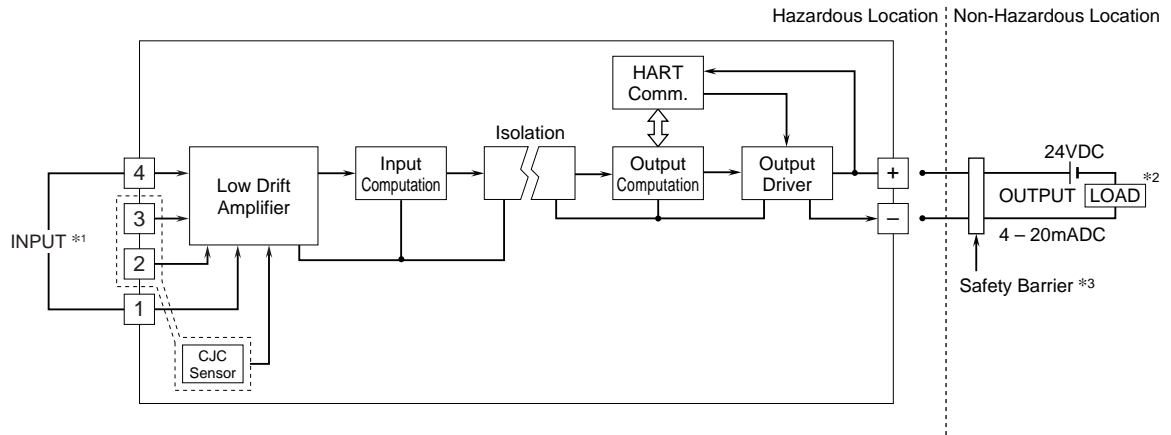 Hazardous Location
Non-Hazardous Location
HART
Comm.
Isolation
4
3
2
1
INPUT *1
Low Drift
Amplifier
Input
Computation
Output
Computation
Output
Driver
+
–
24VDC
OUTPUT
LOAD
*2
4 – 20mADC
Safety Barrier *3
CJC
Sensor